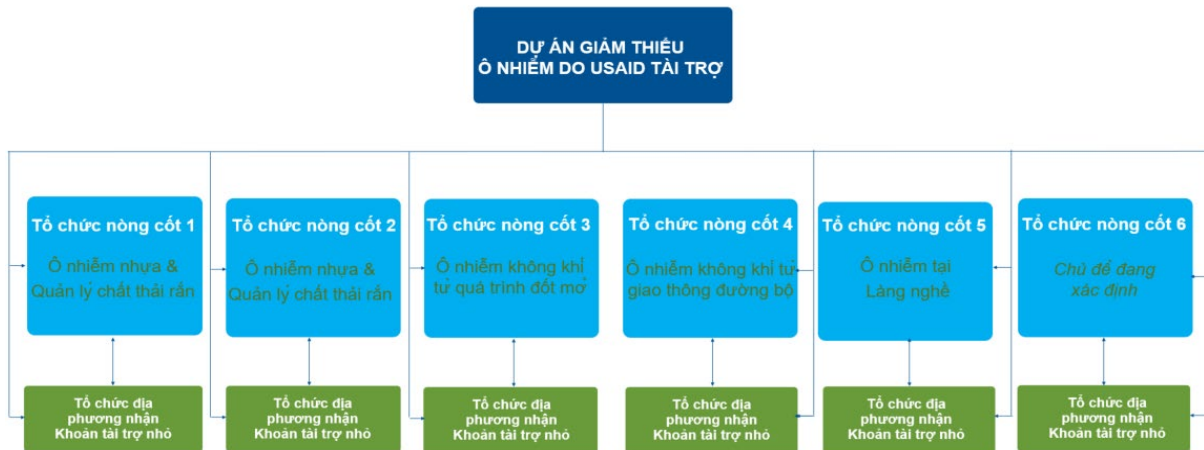 DỰ ÁN GIẢM THIỂU
Ô NHIỄM DO USAID TÀI TRỢ
Tổ chức nòng cốt 1
Ô nhiễm nhựa &
Quản lý chất thải rắn
Tổ chức nòng cốt 2
Ô nhiễm nhựa &
Quản lý chất thải rắn
Tổ chức nòng cốt 3
Ô nhiễm không khí
từ quá trình đốt mở
Tổ chức nòng cốt 4
Ô nhiễm không khí từ
giao thông đường bộ
Tổ chức nòng cốt 5
Ô nhiễm tại
Làng nghề
Tổ chức nòng cốt 6
Chủ đề đang
xác định
Tổ chức địa
phương nhận
Khoản tài trợ nhỏ
Tổ chức địa
phương nhận
Khoản tài trợ nhỏ
Tổ chức địa
phương nhận
Khoản tài trợ nhỏ
Tổ chức địa
phương nhận
Khoản tài trợ nhỏ
Tổ chức địa
phương nhận
Khoản tài trợ nhỏ
Tổ chức địa
phương nhận
Khoản tài trợ nhỏ